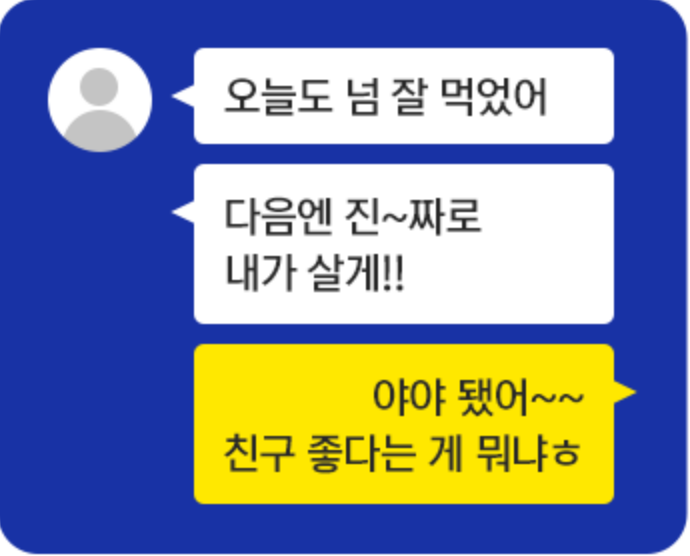 오늘도 넘 잘 먹었어
다음엔 진~짜로
내가 살게!!
야야 됐어~~
친구 좋다는 게 뭐냐ㅎ